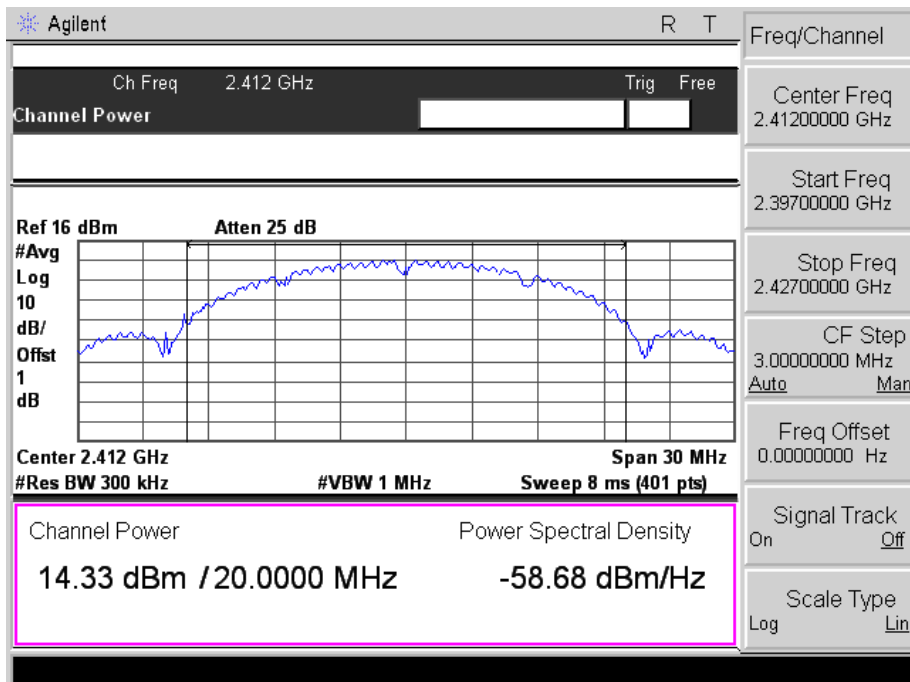 Agilent R T
Freq/Channel
Ch Freq 2.412 GHz Trig Free
Channel Power
Center Freq
2.41200000 GHz
Start Freq
2.39700000 GHz
Stop Freq
2.42700000 GHz
CF Step
3.00000000 MHz
Auto Man
Freq Offset
0.00000000 Hz
Signal Track
On Off
Scale Type
Log Lin
Ref 16 dBm Atten 25 dB
#Avg
Log
10
dB/
Offst
1
dB
Center 2.412 GHz Span 30 MHz
#Res BW 300 kHz #VBW 1 MHz Sweep 8 ms (401 pts)
Channel Power Power Spectral Density
14.33 dBm / 20.0000 MHz -58.68 dBm/Hz